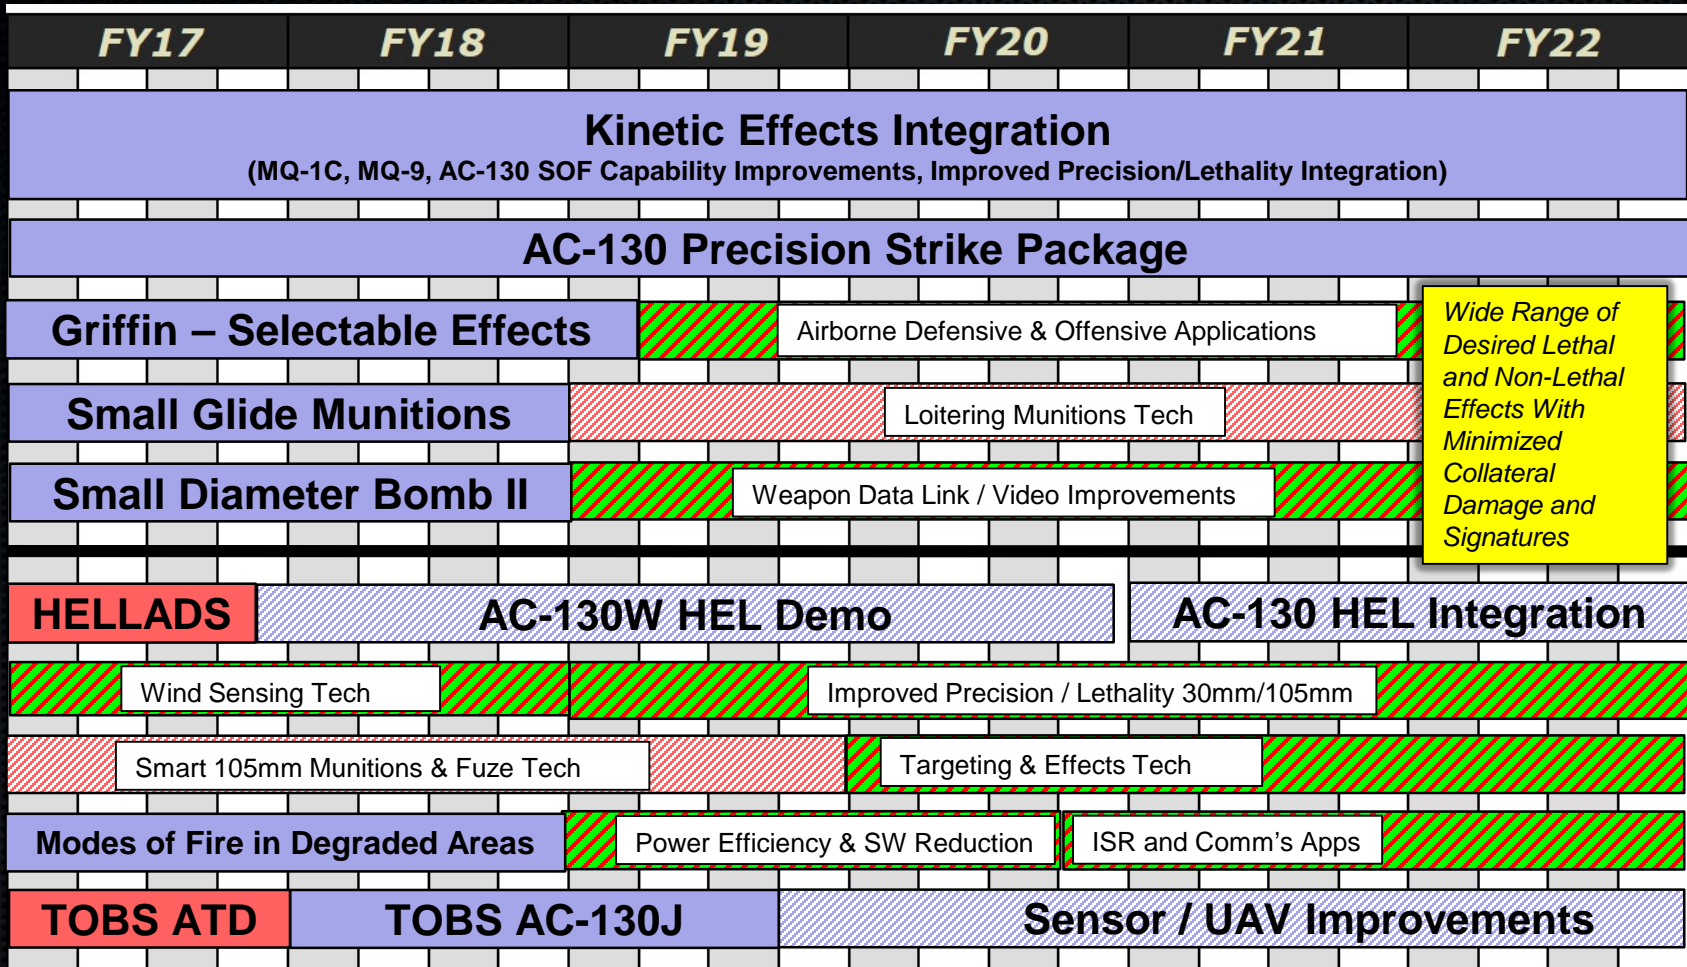 FY17 FY18 FY19 FY20 FY21 FY22
Kinetic Effects Integration
(MQ-1C, MQ-9, AC-130 SOF Capability Improvements, Improved Precision/Lethality Integration)
AC-130 Precision Strike Package
Griffin – Selectable Effects
Airborne Defensive & Offensive Applications
Small Glide Munitions
Loitering Munitions Tech
Small Diameter Bomb II
Weapon Data Link / Video Improvements
Wide Range of
Desired Lethal
and Non-Lethal
Effects With
Minimized
Collateral
Damage and
Signatures
HELLADS
AC-130W HEL Demo
AC-130 HEL Integration
Wind Sensing Tech
Improved Precision / Lethality 30mm/105mm
Smart 105mm Munitions & Fuze Tech
Targeting & Effects Tech
Modes of Fire in Degraded Areas
Power Efficiency & SW Reduction
ISR and Comm's Apps
TOBS ATD
TOBS AC-130J
Sensor / UAV Improvements